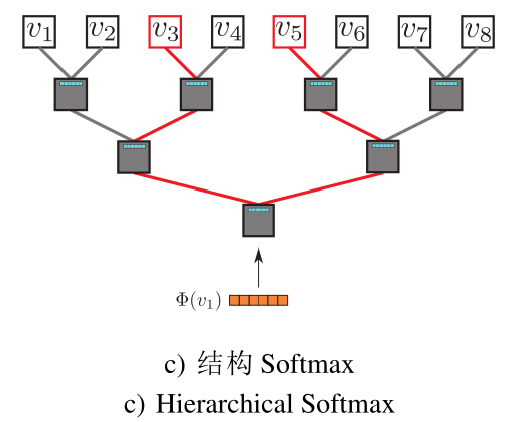 v₁ v₂ v₃ v₄ v₅ v₆ v₇ v₈
Φ(v₁)
c) 结构 Softmax
c) Hierarchical Softmax